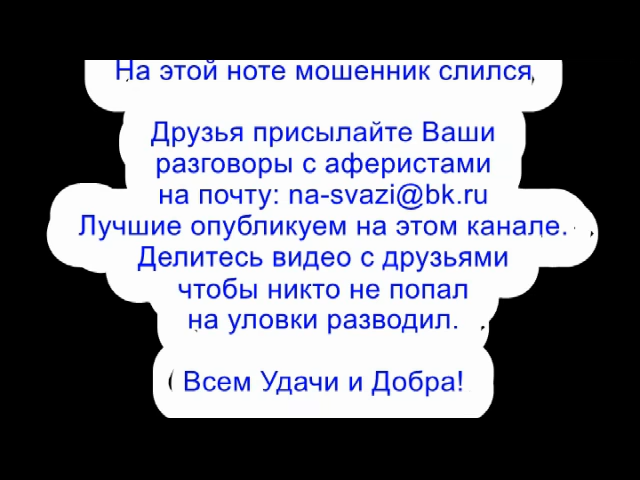 На этой ноте мошенник слился
Друзья присылайте Ваши
разговоры с аферистами
на почту: na-svazi@bk.ru
Лучшие опубликуем на этом канале.
Делитесь видео с друзьями
чтобы никто не попал
на уловки разводил.
Всем Удачи и Добра!